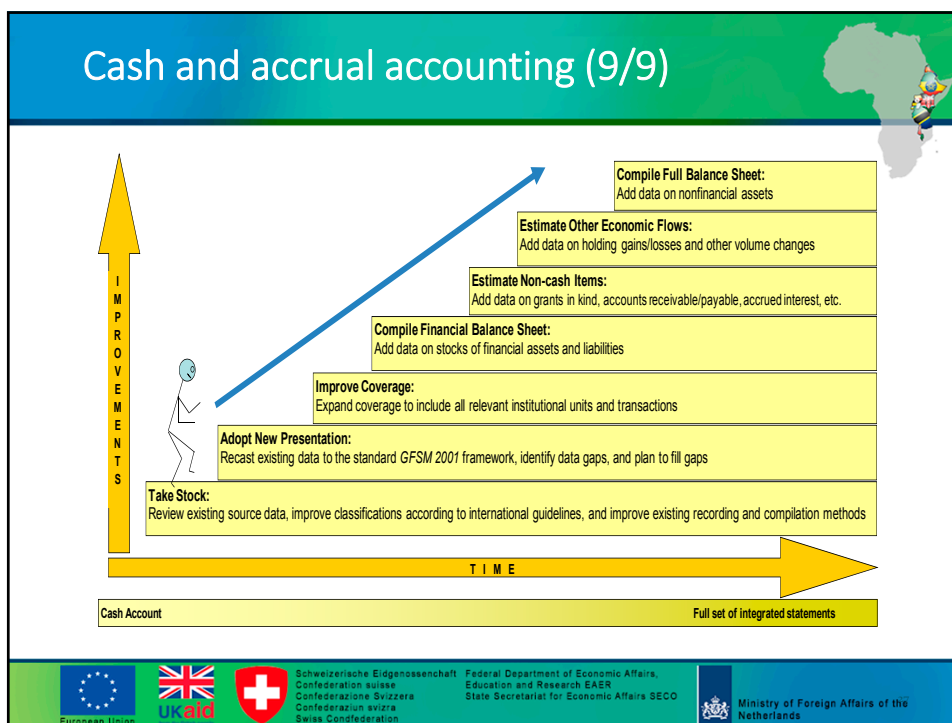 Cash and accrual accounting (9/9)
Compile Full Balance Sheet:
Add data on nonfinancial assets
Estimate Other Economic Flows:
Add data on holding gains/losses and other volume changes
Estimate Non-cash Items:
Add data on grants in kind, accounts receivable/payable, accrued interest, etc.
Compile Financial Balance Sheet:
Add data on stocks of financial assets and liabilities
Improve Coverage:
Expand coverage to include all relevant institutional units and transactions
Adopt New Presentation:
Recast existing data to the standard GFSM 2001 framework, identify data gaps, and plan to fill gaps
Take Stock:
Review existing source data, improve classifications according to international guidelines, and improve existing recording and compilation methods
IMPROVEMENTS
TIME
Cash Account
Full set of integrated statements
European Union
UKaid
Schweizerische Eidgenossenschaft
Confederation suisse
Confederazione Svizzera
Confederaziun svizra
Swiss Condfederation
Federal Department of Economic Affairs,
Education and Research EAER
State Secretariat for Economic Affairs SECO
Ministry of Foreign Affairs of the
Netherlands